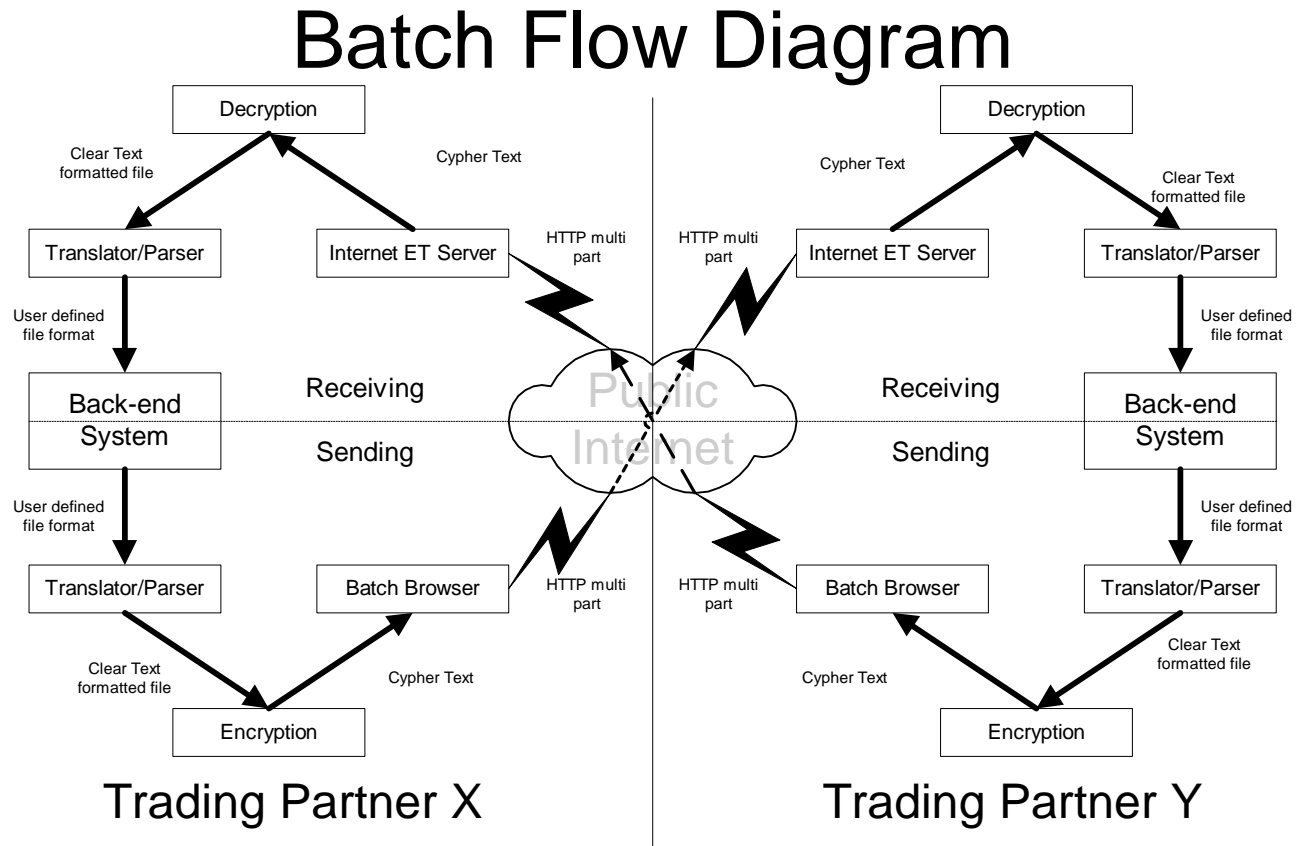 Batch Flow Diagram
Decryption
Clear Text
formatted file
Cypher Text
Translator/Parser
Internet ET Server
HTTP multi
part
User defined
file format
Back-end
System
Receiving
Sending
User defined
file format
Translator/Parser
Batch Browser
HTTP multi
part
Clear Text
formatted file
Cypher Text
Encryption
Trading Partner X
Public
Internet
Decryption
Cypher Text
Clear Text
formatted file
HTTP multi
part
Internet ET Server
Translator/Parser
User defined
file format
Receiving
Sending
Back-end
System
User defined
file format
HTTP multi
part
Batch Browser
Translator/Parser
Cypher Text
Clear Text
formatted file
Encryption
Trading Partner Y